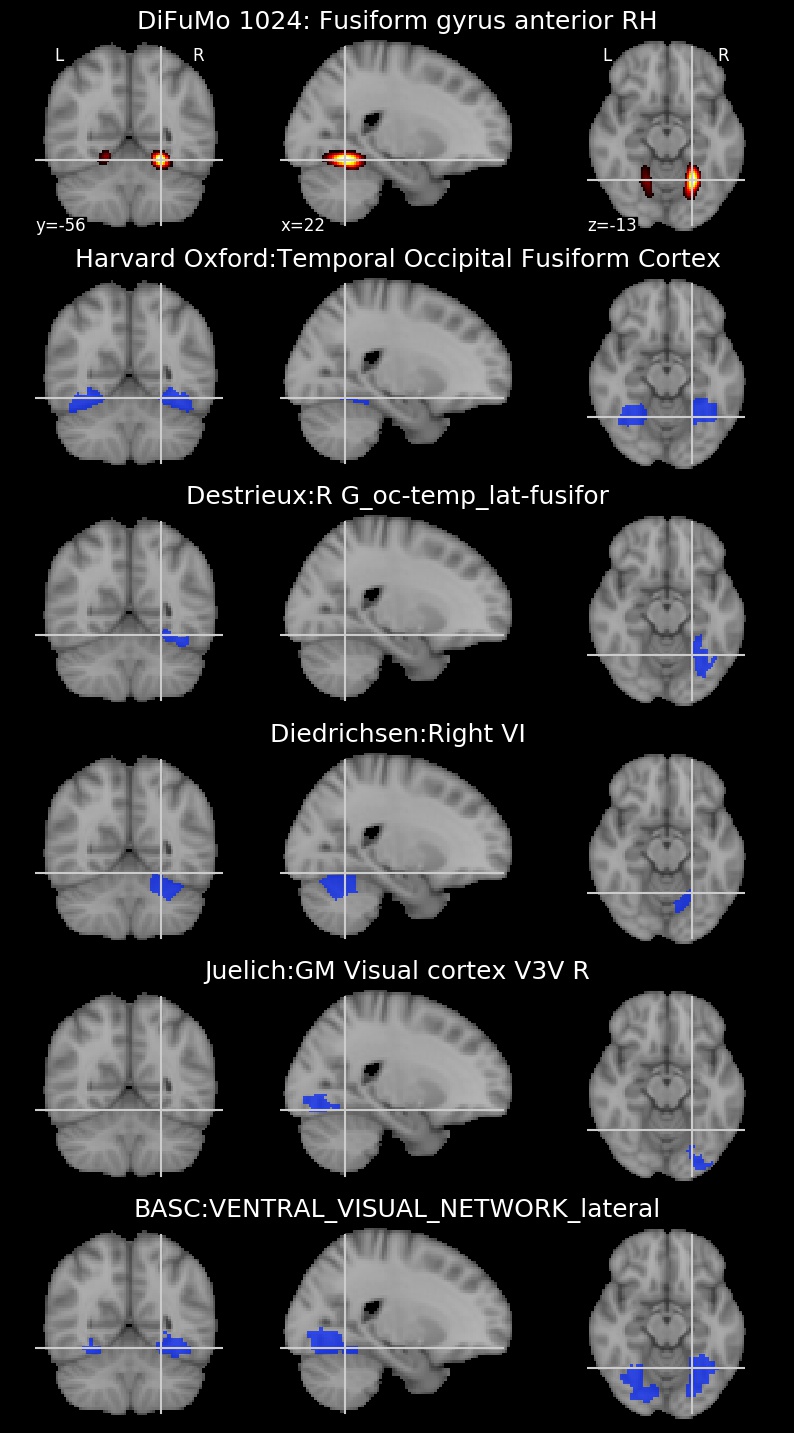 DiFuMo 1024: Fusiform gyrus anterior RH
L R L R
y=-56 x=22 z=-13
Harvard Oxford:Temporal Occipital Fusiform Cortex
Destrieux:R G_oc-temp_lat-fusifor
Diedrichsen:Right VI
Juelich:GM Visual cortex V3V R
BASC:VENTRAL_VISUAL_NETWORK_lateral